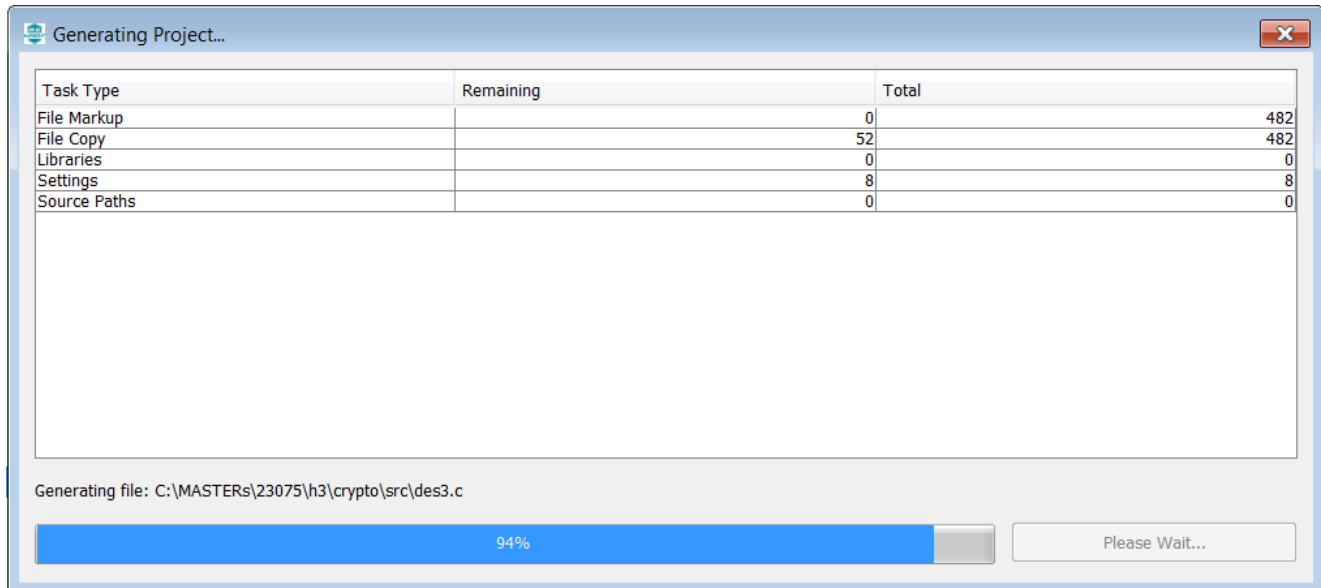 Generating Project...
Task Type Remaining Total
File Markup 0 482
File Copy 52 482
Libraries 0 0
Settings 8 8
Source Paths 0 0
Generating file: C:\MASTERs\23075\h3\crypto\src\des3.c
94% Please Wait...